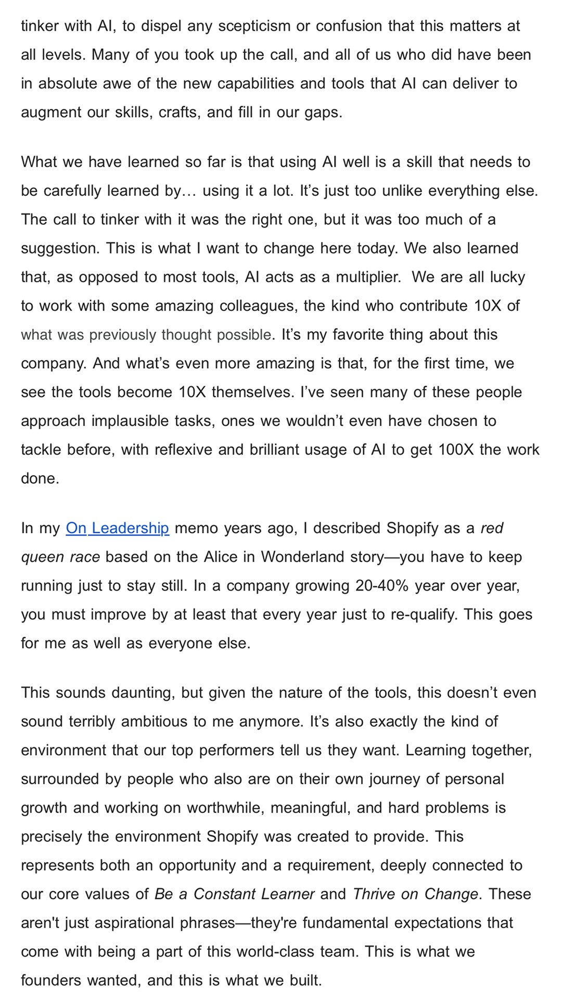 tinker with AI, to dispel any scepticism or confusion that this matters at
all levels. Many of you took up the call, and all of us who did have been
in absolute awe of the new capabilities and tools that AI can deliver to
augment our skills, crafts, and fill in our gaps.
What we have learned so far is that using AI well is a skill that needs to
be carefully learned by… using it a lot. It’s just too unlike everything else.
The call to tinker with it was the right one, but it was too much of a
suggestion. This is what I want to change here today. We also learned
that, as opposed to most tools, AI acts as a multiplier.  We are all lucky
to work with some amazing colleagues, the kind who contribute 10X of
what was previously thought possible. It’s my favorite thing about this
company. And what’s even more amazing is that, for the first time, we
see the tools become 10X themselves. I’ve seen many of these people
approach implausible tasks, ones we wouldn’t even have chosen to
tackle before, with reflexive and brilliant usage of AI to get 100X the work
done.
In my On Leadership memo years ago, I described Shopify as a red
queen race based on the Alice in Wonderland story—you have to keep
running just to stay still. In a company growing 20-40% year over year,
you must improve by at least that every year just to re-qualify. This goes
for me as well as everyone else.
This sounds daunting, but given the nature of the tools, this doesn’t even
sound terribly ambitious to me anymore. It’s also exactly the kind of
environment that our top performers tell us they want. Learning together,
surrounded by people who also are on their own journey of personal
growth and working on worthwhile, meaningful, and hard problems is
precisely the environment Shopify was created to provide. This
represents both an opportunity and a requirement, deeply connected to
our core values of Be a Constant Learner and Thrive on Change. These
aren't just aspirational phrases—they're fundamental expectations that
come with being a part of this world-class team. This is what we
founders wanted, and this is what we built.